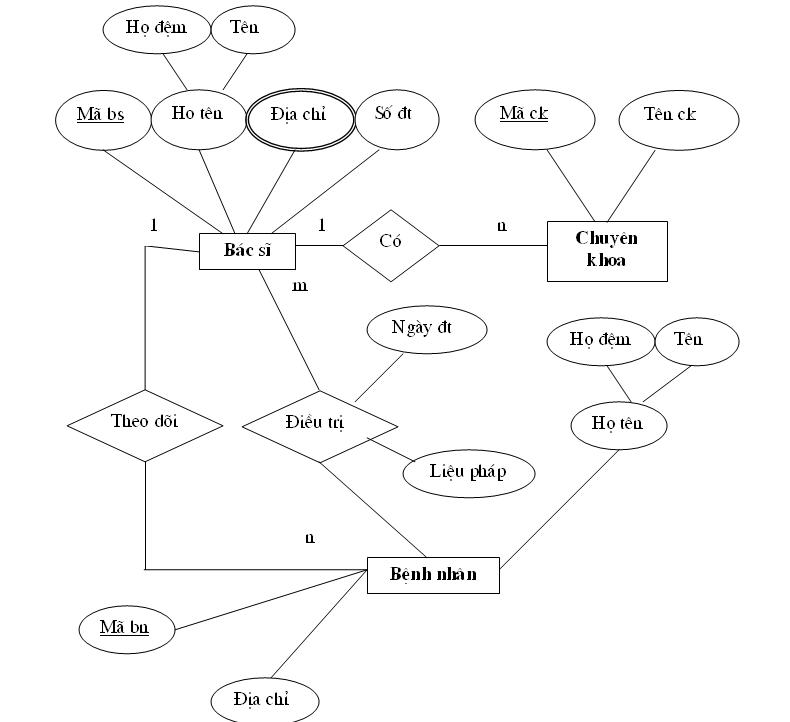 Họ đệm
Tên
Mã bs
Ho tên
Địa chỉ
Số đt
Mã ck
Tên ck
1
1
n
Bác sĩ
Có
Chuyên
khoa
m
Ngày đt
Họ đệm
Tên
Theo dõi
Điều trị
Họ tên
Liệu pháp
n
Bệnh nhân
Mã bn
Địa chỉ